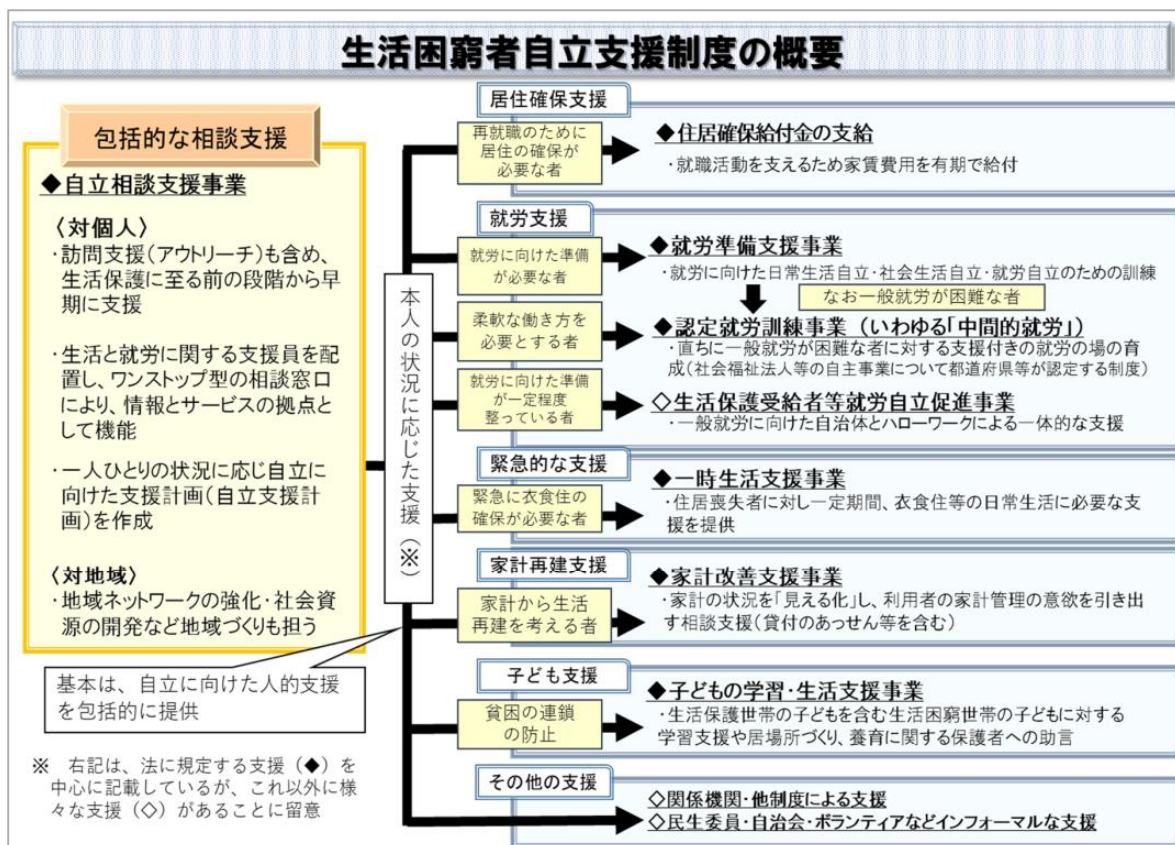 生活困窮者自立支援制度の概要
包括的な相談支援
◆自立相談支援事業
〈対個人〉
・訪問支援（アウトリーチ）も含め、
生活保護に至る前の段階から早
期に支援
・生活と就労に関する支援員を配
置し、ワンストップ型の相談窓口
により、情報とサービスの拠点と
して機能
・一人ひとりの状況に応じ自立に
向けた支援計画（自立支援計
画）を作成
〈対地域〉
・地域ネットワークの強化・社会資
源の開発など地域づくりも担う
基本は、自立に向けた人的支援
を包括的に提供
※　右記は、法に規定する支援（◆）を
中心に記載しているが、これ以外に様
々な支援（◇）があることに留意
本人の状況に応じた支援（※）
居住確保支援
再就職のために
居住の確保が
必要な者
◆住居確保給付金の支給
・就職活動を支えるため家賃費用を有期で給付
就労支援
就労に向けた準備
が必要な者
◆就労準備支援事業
・就労に向けた日常生活自立・社会生活自立・就労自立のための訓練
なお一般就労が困難な者
柔軟な働き方を
必要とする者
◆認定就労訓練事業（いわゆる「中間的就労」）
・直ちに一般就労が困難な者に対する支援付きの就労の場の育
成（社会福祉法人等の自主事業について都道府県等が認定する制度）
就労に向けた準備
が一定程度
整っている者
◇生活保護受給者等就労自立促進事業
・一般就労に向けた自治体とハローワークによる一体的な支援
緊急的な支援
緊急に衣食住の
確保が必要な者
◆一時生活支援事業
・住居喪失者に対し一定期間、衣食住等の日常生活に必要な支
援を提供
家計再建支援
家計から生活
再建を考える者
◆家計改善支援事業
・家計の状況を「見える化」し、利用者の家計管理の意欲を引き出
す相談支援（貸付のあっせん等を含む）
子ども支援
貧困の連鎖
の防止
◆子どもの学習・生活支援事業
・生活保護世帯の子どもを含む生活困窮世帯の子どもに対する
学習支援や居場所づくり、養育に関する保護者への助言
その他の支援
◇関係機関・他制度による支援
◇民生委員・自治会・ボランティアなどインフォーマルな支援